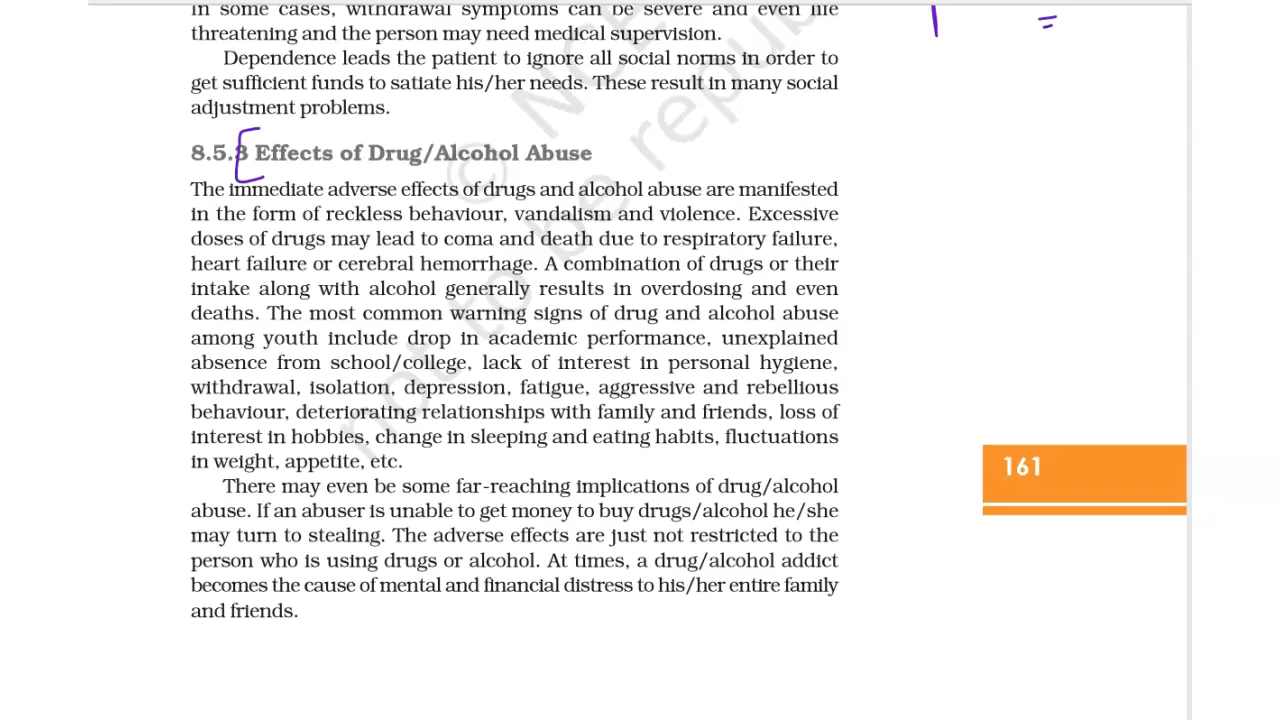 In some cases, withdrawal symptoms can be severe and even life
threatening and the person may need medical supervision.
Dependence leads the patient to ignore all social norms in order to
get sufficient funds to satiate his/her needs. These result in many social
adjustment problems.
8.5.3 Effects of Drug/Alcohol Abuse
The immediate adverse effects of drugs and alcohol abuse are manifested
in the form of reckless behaviour, vandalism and violence. Excessive
doses of drugs may lead to coma and death due to respiratory failure,
heart failure or cerebral hemorrhage. A combination of drugs or their
intake along with alcohol generally results in overdosing and even
deaths. The most common warning signs of drug and alcohol abuse
among youth include drop in academic performance, unexplained
absence from school/college, lack of interest in personal hygiene,
withdrawal, isolation, depression, fatigue, aggressive and rebellious
behaviour, deteriorating relationships with family and friends, loss of
interest in hobbies, change in sleeping and eating habits, fluctuations
in weight, appetite, etc.
There may even be some far-reaching implications of drug/alcohol
abuse. If an abuser is unable to get money to buy drugs/alcohol he/she
may turn to stealing. The adverse effects are just not restricted to the
person who is using drugs or alcohol. At times, a drug/alcohol addict
becomes the cause of mental and financial distress to his/her entire family
and friends.
161
© NCE
not to be repub